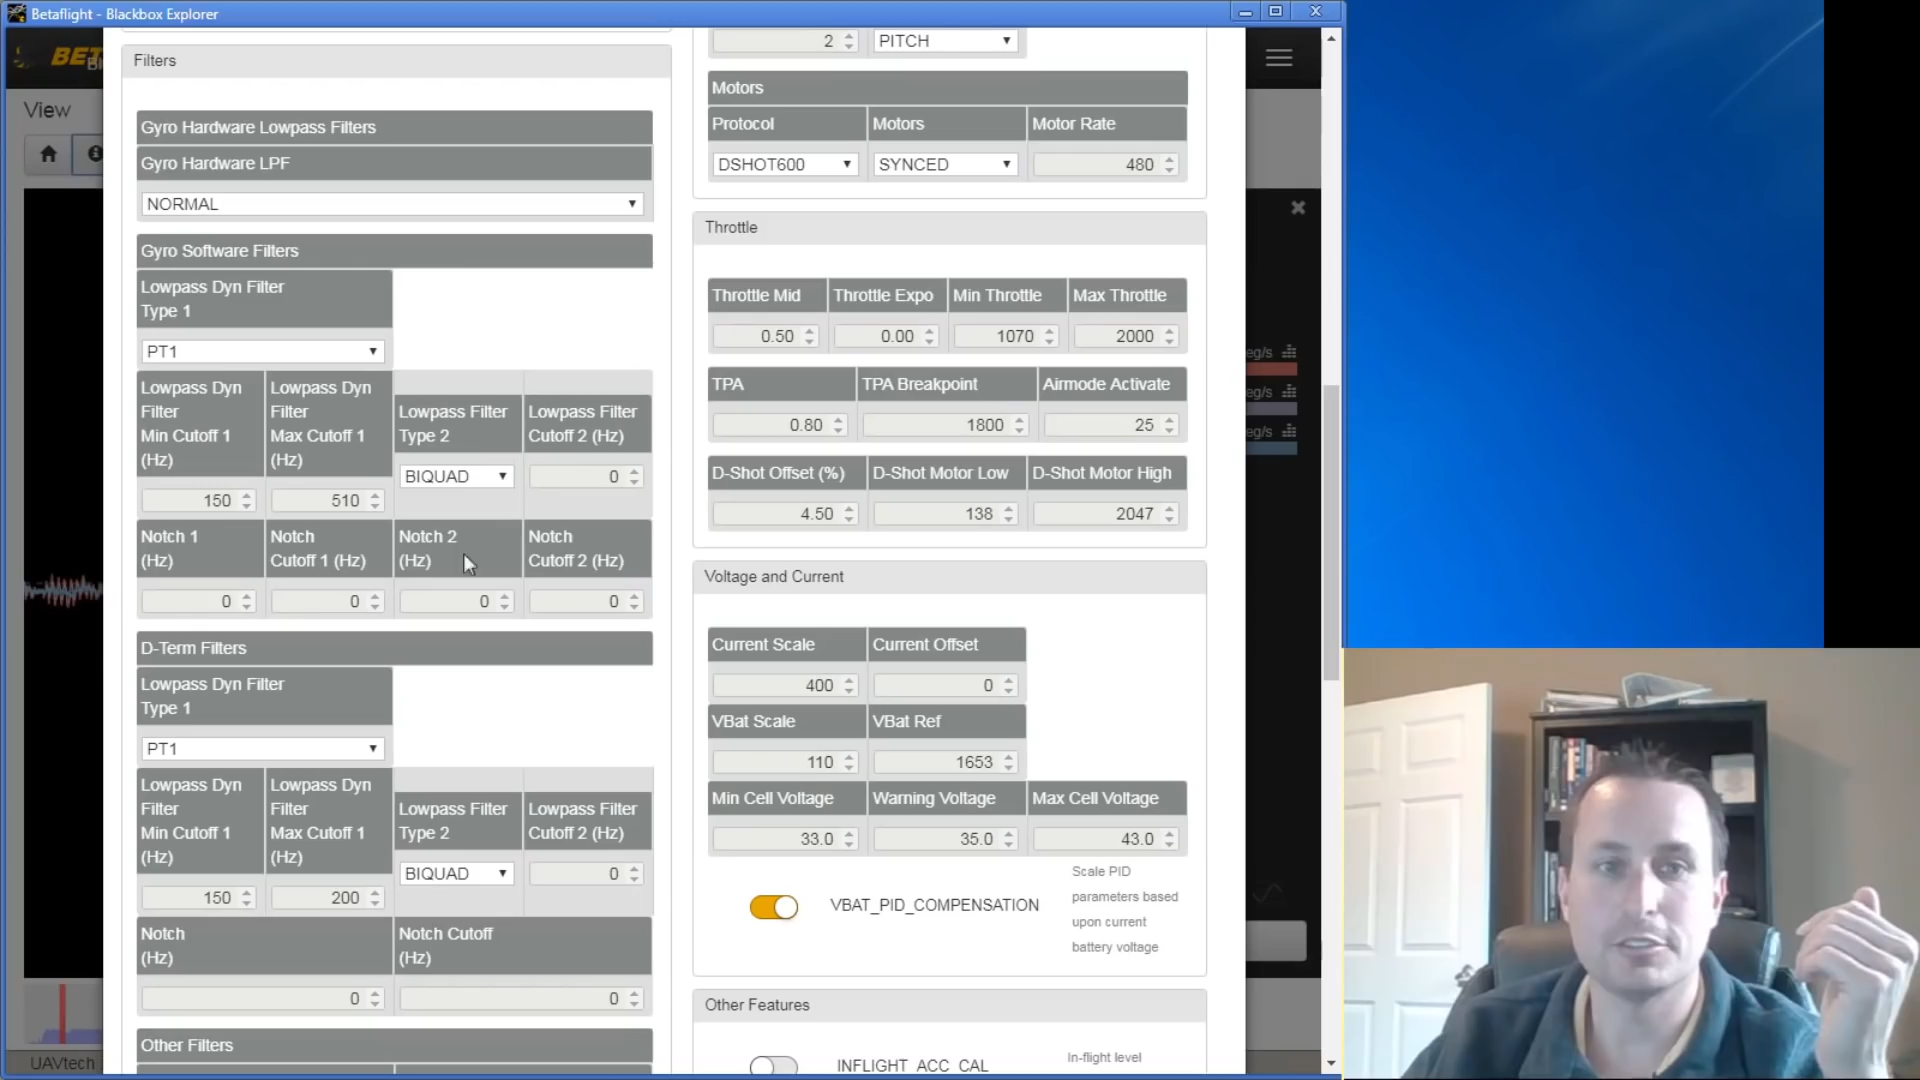 Betaflight - Blackbox Explorer
BET
View
Filters
Gyro Hardware Lowpass Filters
Gyro Hardware LPF
NORMAL
Gyro Software Filters
Lowpass Dyn Filter
Type 1
PT1
Lowpass Dyn
Filter
Min Cutoff 1
(Hz)
Lowpass Dyn
Filter
Max Cutoff 1
(Hz)
Lowpass Filter
Type 2
Lowpass Filter
Cutoff 2 (Hz)
150
510
BIQUAD
0
Notch 1
(Hz)
Notch
Cutoff 1 (Hz)
Notch 2
(Hz)
Notch
Cutoff 2 (Hz)
0
0
0
0
D-Term Filters
Lowpass Dyn Filter
Type 1
PT1
Lowpass Dyn
Filter
Min Cutoff 1
(Hz)
Lowpass Dyn
Filter
Max Cutoff 1
(Hz)
Lowpass Filter
Type 2
Lowpass Filter
Cutoff 2 (Hz)
150
200
BIQUAD
0
Notch
(Hz)
Notch Cutoff
(Hz)
0
0
Other Filters
UAVtech
2
PITCH
Motors
Protocol
Motors
Motor Rate
DSHOT600
SYNCED
480
Throttle
Throttle Mid
Throttle Expo
Min Throttle
Max Throttle
0.50
0.00
1070
2000
TPA
TPA Breakpoint
Airmode Activate
0.80
1800
25
D-Shot Offset (%)
D-Shot Motor Low
D-Shot Motor High
4.50
138
2047
Voltage and Current
Current Scale
Current Offset
400
0
VBat Scale
VBat Ref
110
1653
Min Cell Voltage
Warning Voltage
Max Cell Voltage
33.0
35.0
43.0
VBAT_PID_COMPENSATION
Scale PID
parameters based
upon current
battery voltage
Other Features
INFLIGHT_ACC_CAL
In-flight level
eg/s
eg/s
eg/s